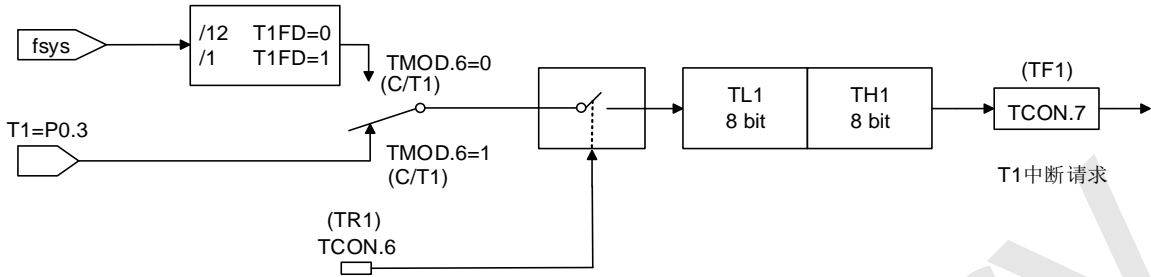 fsys
/12 T1FD=0
/1 T1FD=1
TMOD.6=0
(C/T1)
T1=P0.3
TMOD.6=1
(C/T1)
(TR1)
TCON.6
TL1
8 bit
TH1
8 bit
(TF1)
TCON.7
T1中断请求